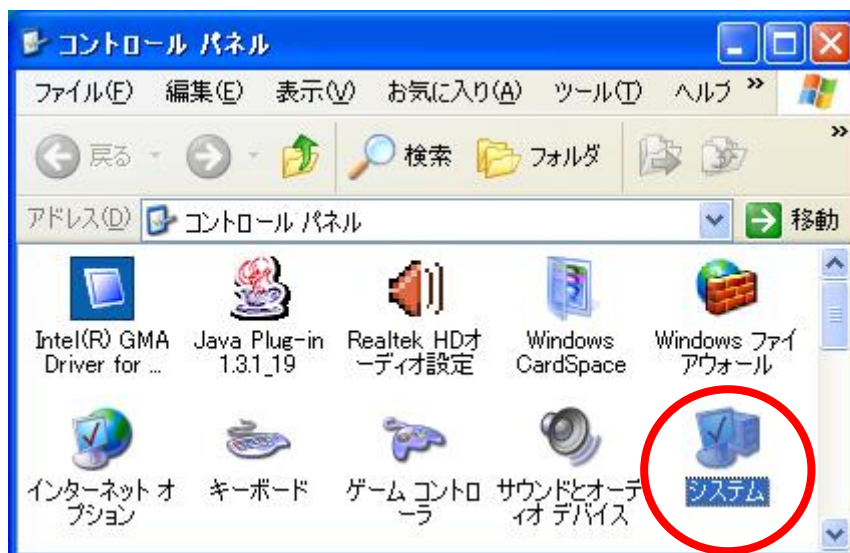 コントロール パネル
ファイル(F) 編集(E) 表示(V) お気に入り(A) ツール(T) ヘルプ »
戻る 検索 フォルダ »
アドレス(D) コントロール パネル 移動
Intel(R) GMA Java Plug-in Realtek HDオ Windows Windows ファイ
Driver for ... 1.3.1_19 ーディオ設定 CardSpace アウォール
インターネット オ キーボード ゲーム コントロ サウンドとオーデ システム
プション ーラ ィオ デバイス